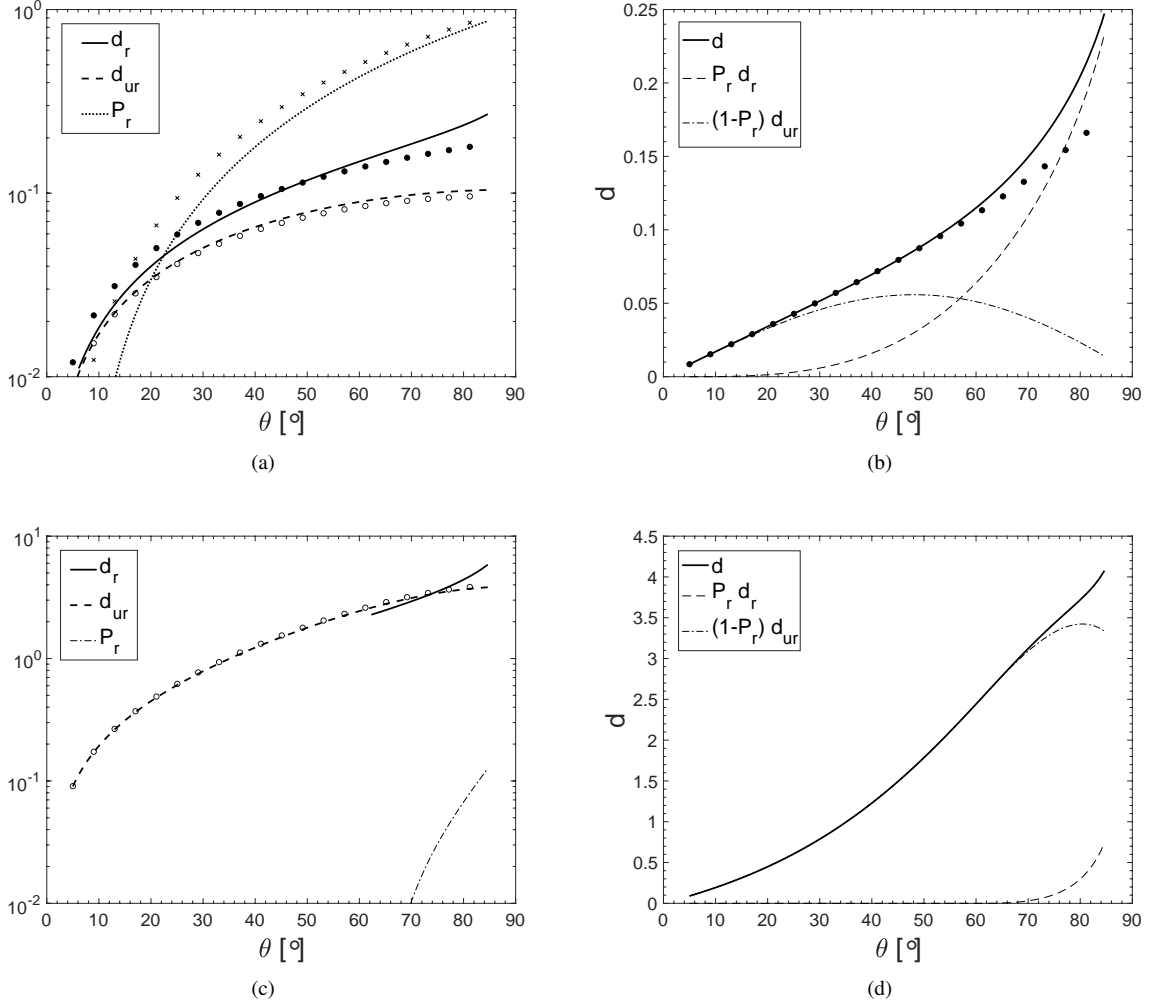 10^0
10^-1
10^-2
0 10 20 30 40 50 60 70 80 90
θ [°]
d_r
d_ur
P_r
(a)
0.25
0.2
0.15
0.1
0.05
0
d
0 10 20 30 40 50 60 70 80 90
θ [°]
d
P_r d_r
(1-P_r) d_ur
(b)
10^1
10^0
10^-1
10^-2
0 10 20 30 40 50 60 70 80 90
θ [°]
d_r
d_ur
P_r
(c)
4.5
4
3.5
3
2.5
2
1.5
1
0.5
0
d
0 10 20 30 40 50 60 70 80 90
θ [°]
d
P_r d_r
(1-P_r) d_ur
(d)